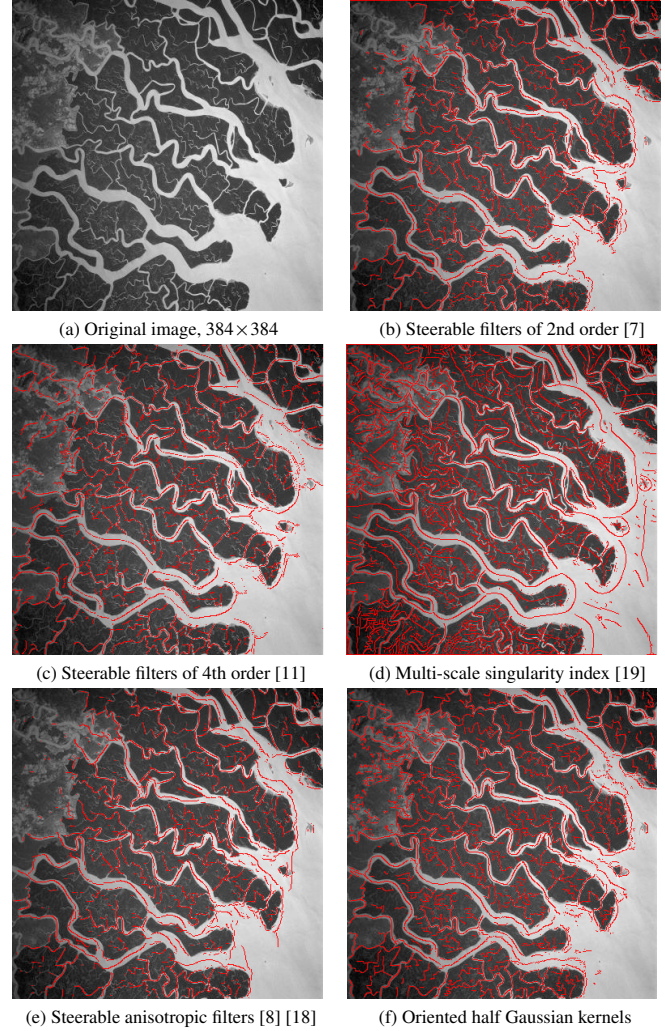 (a) Original image, 384×384
(b) Steerable filters of 2nd order [7]
(c) Steerable filters of 4th order [11]
(d) Multi-scale singularity index [19]
(e) Steerable anisotropic filters [8] [18]
(f) Oriented half Gaussian kernels